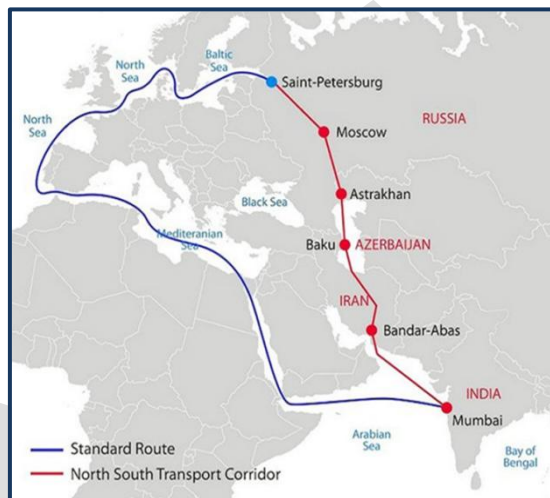 North
Sea
Baltic
Sea
Saint-Petersburg
North
Sea
Moscow
RUSSIA
Astrakhan
Black Sea
Mediteranian
Sea
Baku
AZERBAIJAN
IRAN
Bandar-Abas
INDIA
Mumbai
Arabian
Sea
Bay of
Bengal
Standard Route
North South Transport Corridor